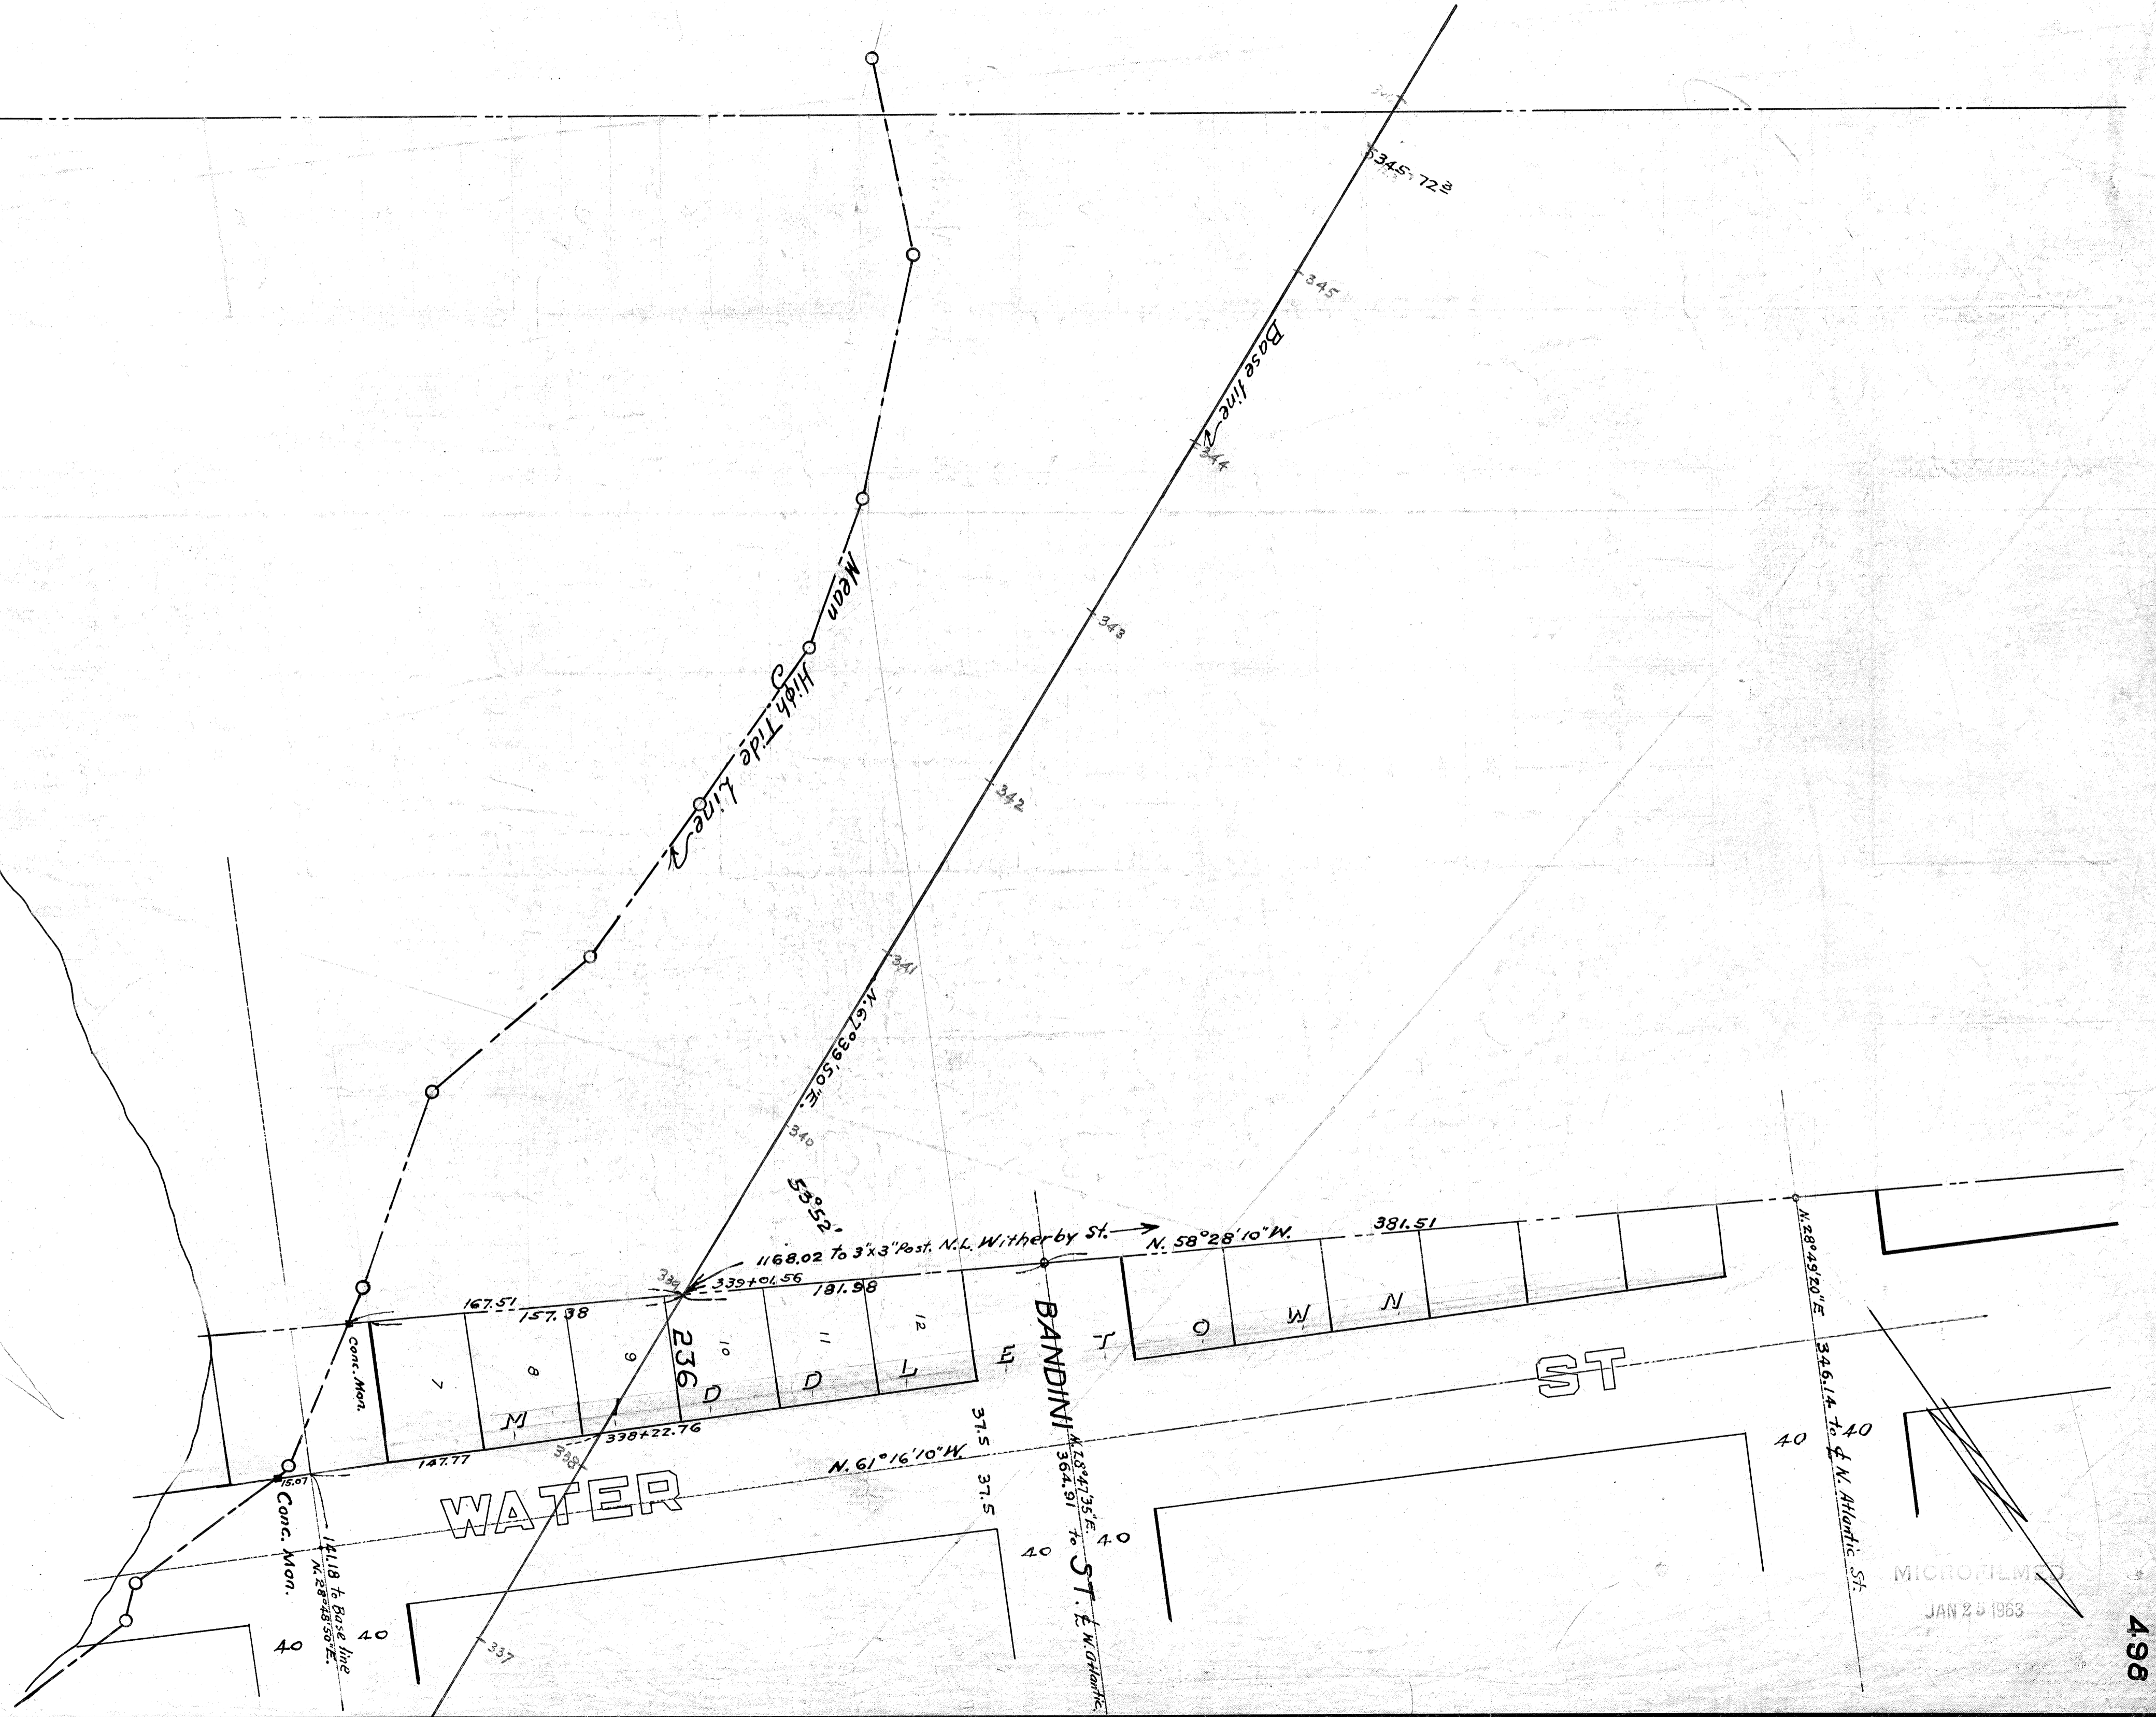 345+72.3
345
Base line
344
343
Mean
High Tide Line
342
341
N.67°39'50"E.
340
53°52'
1168.02 to 3"x3" Post. N.L. Witherby St.
N. 58°28'10"W.
381.51
339
339+01.56
181.98
167.51
157.38
Conc. Mon.
7
8
9
236
10
11
12
M I D D L E T O W N
BANDINI ST.
N.28°47'35"E.
364.91 to ℄ W. Atlantic
N.28°49'20"E
346.14 to ℄ N. Atlantic St.
WATER ST
338+22.76
338
147.77
15.07
N. 61°16'10"W.
37.5
37.5
Conc. Mon.
141.18 to Base line
N. 28°48'50"E.
40
40
40
40
40
40
337
MICROFILMED
JAN 25 1963
498